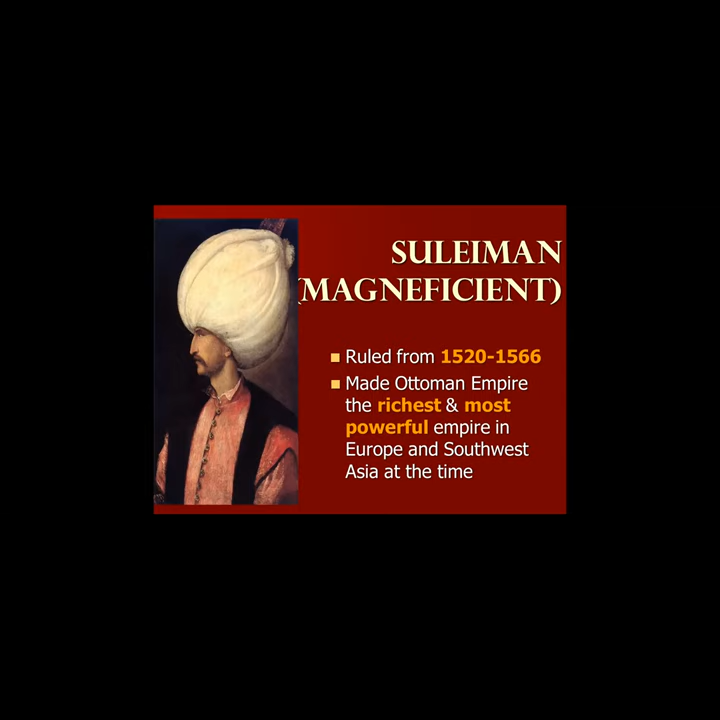 SULEIMAN
(MAGNEFICIENT)
Ruled from 1520-1566
Made Ottoman Empire
the richest & most
powerful empire in
Europe and Southwest
Asia at the time